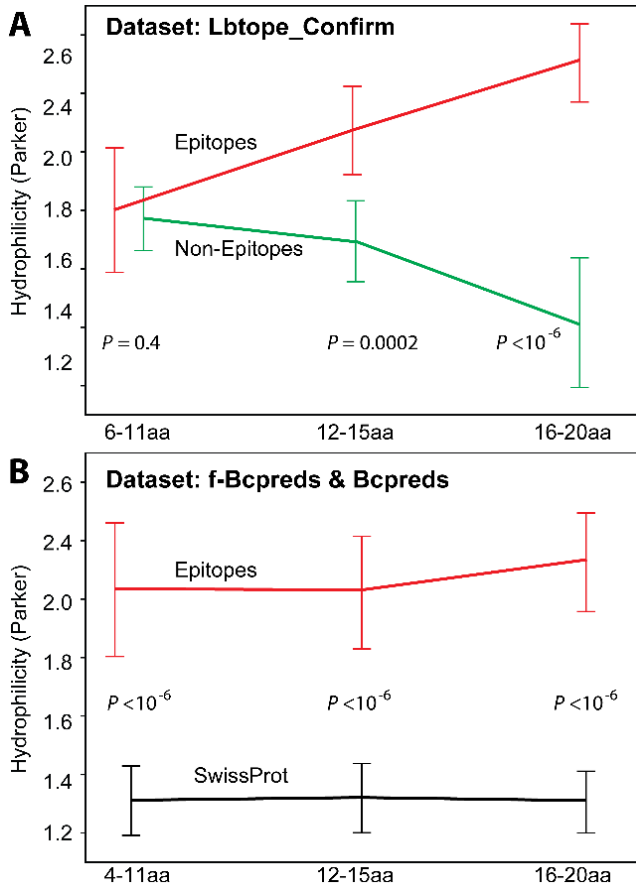 A
Dataset: Lbtope_Confirm
Hydrophilicity (Parker)
2.6
2.4
2.0
1.8
1.6
1.4
1.2
Epitopes
Non-Epitopes
P = 0.4
P = 0.0002
P <10⁻⁶
6-11aa
12-15aa
16-20aa
B
Dataset: f-Bcpreds & Bcpreds
Hydrophilicity (Parker)
2.6
2.4
2.0
1.8
1.6
1.4
1.2
Epitopes
P <10⁻⁶
P <10⁻⁶
P <10⁻⁶
SwissProt
4-11aa
12-15aa
16-20aa